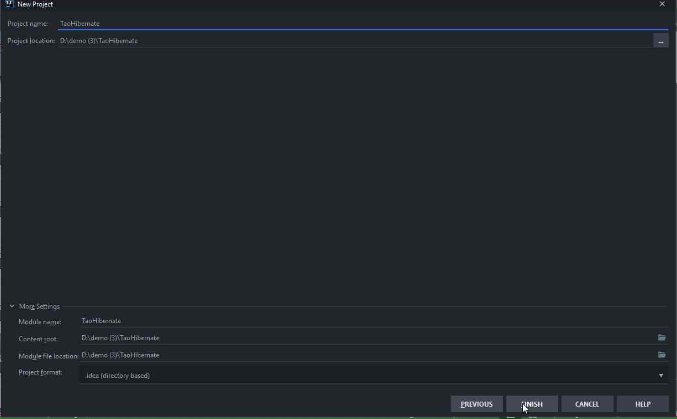 New Project
Project name: TaoHibernate
Project location: D:\demo (3)\TaoHibernate ...
More Settings
Module name: TaoHibernate
Content root: D:\demo (3)\TaoHibernate
Module file location: D:\demo (3)\TaoHibernate
Project format: .idea (directory based)
PREVIOUS FINISH CANCEL HELP